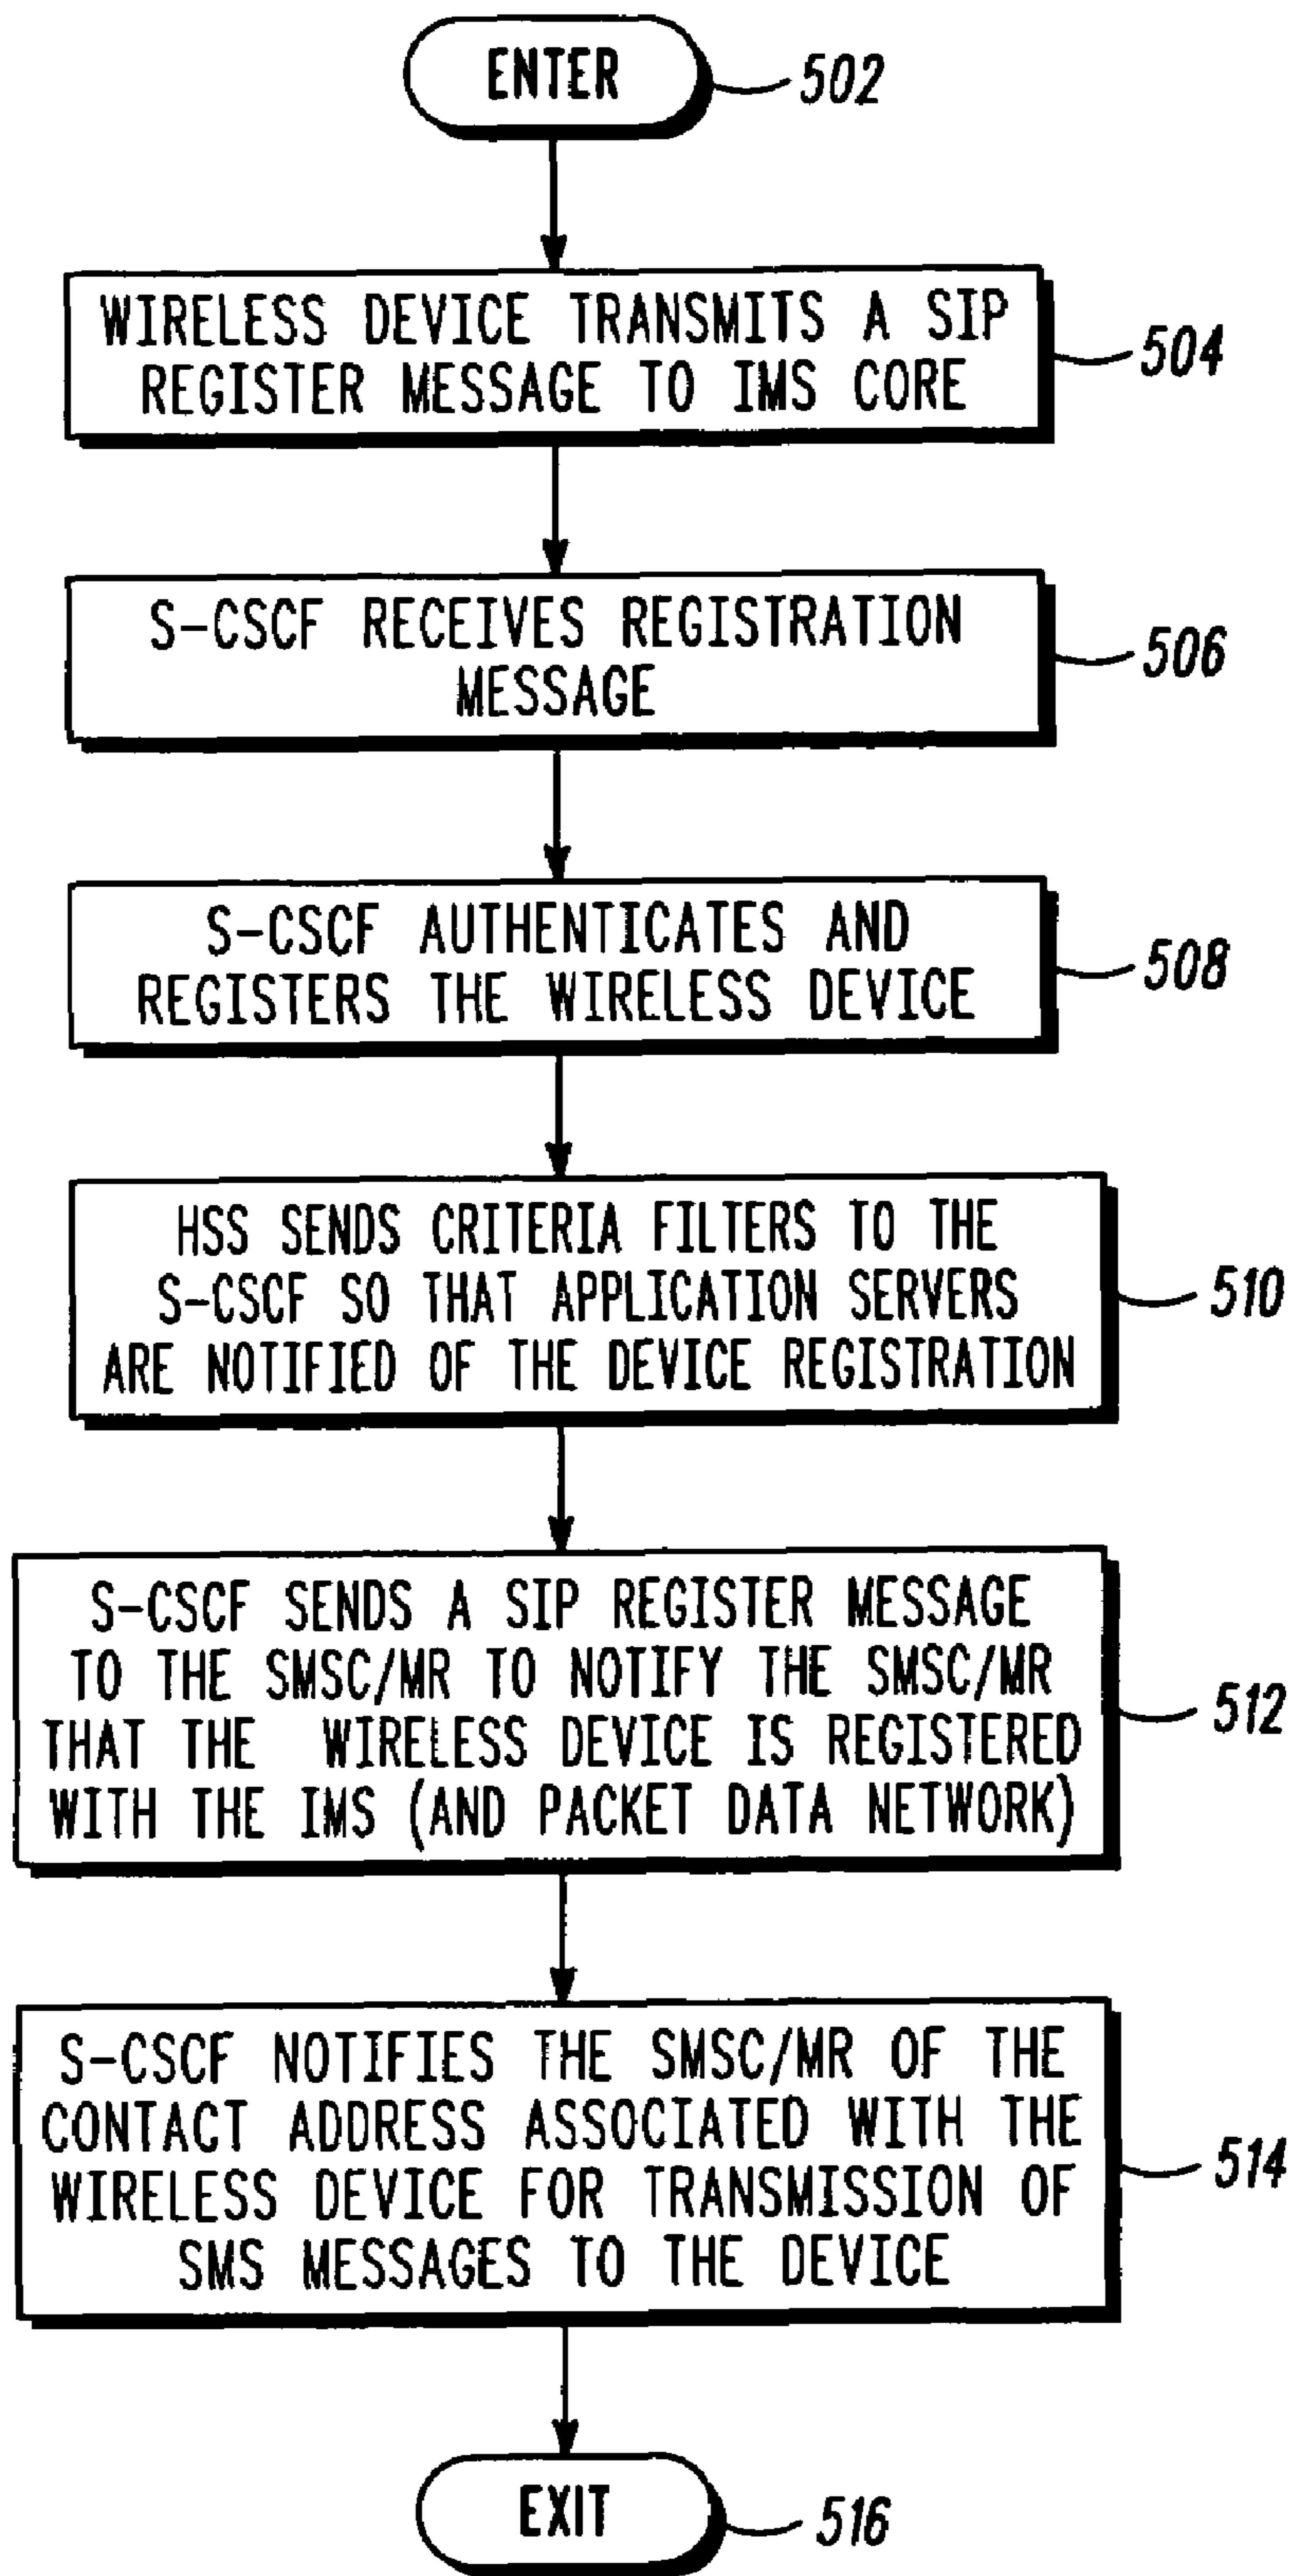 ENTER
502
WIRELESS DEVICE TRANSMITS A SIP
REGISTER MESSAGE TO IMS CORE
504
S-CSCF RECEIVES REGISTRATION
MESSAGE
506
S-CSCF AUTHENTICATES AND
REGISTERS THE WIRELESS DEVICE
508
HSS SENDS CRITERIA FILTERS TO THE
S-CSCF SO THAT APPLICATION SERVERS
ARE NOTIFIED OF THE DEVICE REGISTRATION
510
S-CSCF SENDS A SIP REGISTER MESSAGE
TO THE SMSC/MR TO NOTIFY THE SMSC/MR
THAT THE WIRELESS DEVICE IS REGISTERED
WITH THE IMS (AND PACKET DATA NETWORK)
512
S-CSCF NOTIFIES THE SMSC/MR OF THE
CONTACT ADDRESS ASSOCIATED WITH THE
WIRELESS DEVICE FOR TRANSMISSION OF
SMS MESSAGES TO THE DEVICE
514
EXIT
516